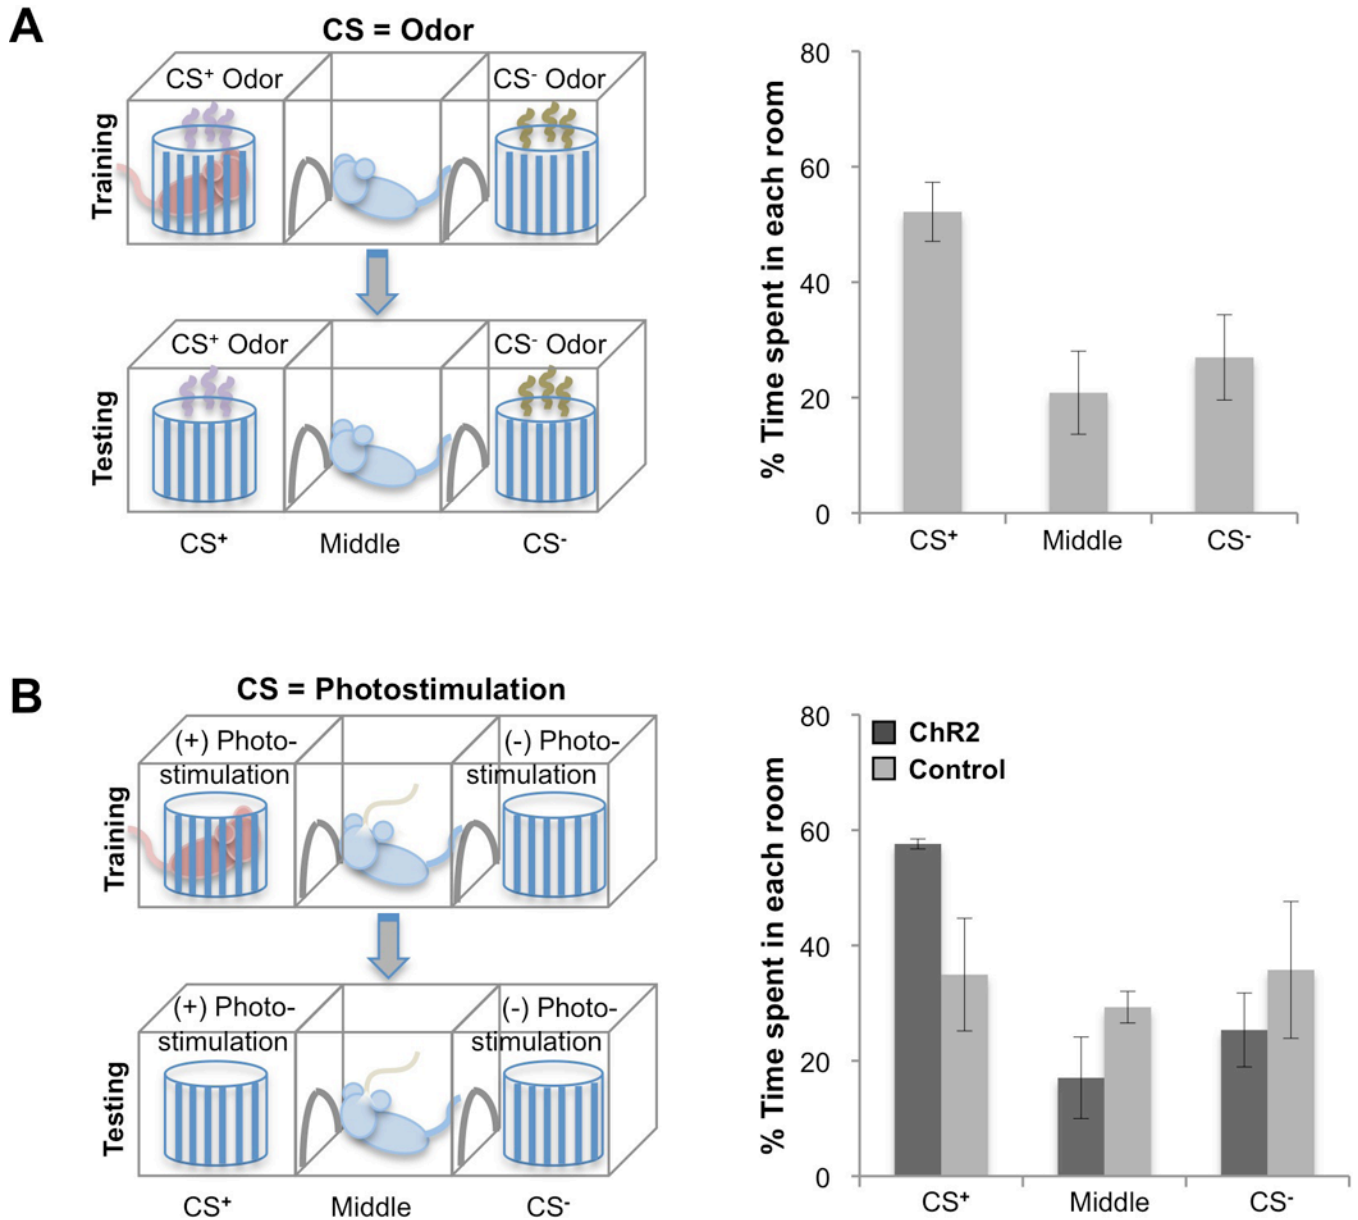 A
CS = Odor
CS⁺ Odor
CS⁻ Odor
Training
CS⁺ Odor
CS⁻ Odor
Testing
CS⁺
Middle
CS⁻
% Time spent in each room
80
60
40
20
0
CS⁺
Middle
CS⁻
B
CS = Photostimulation
(+) Photo-
stimulation
(-) Photo-
stimulation
Training
(+) Photo-
stimulation
(-) Photo-
stimulation
Testing
CS⁺
Middle
CS⁻
% Time spent in each room
80
60
40
20
0
ChR2
Control
CS⁺
Middle
CS⁻